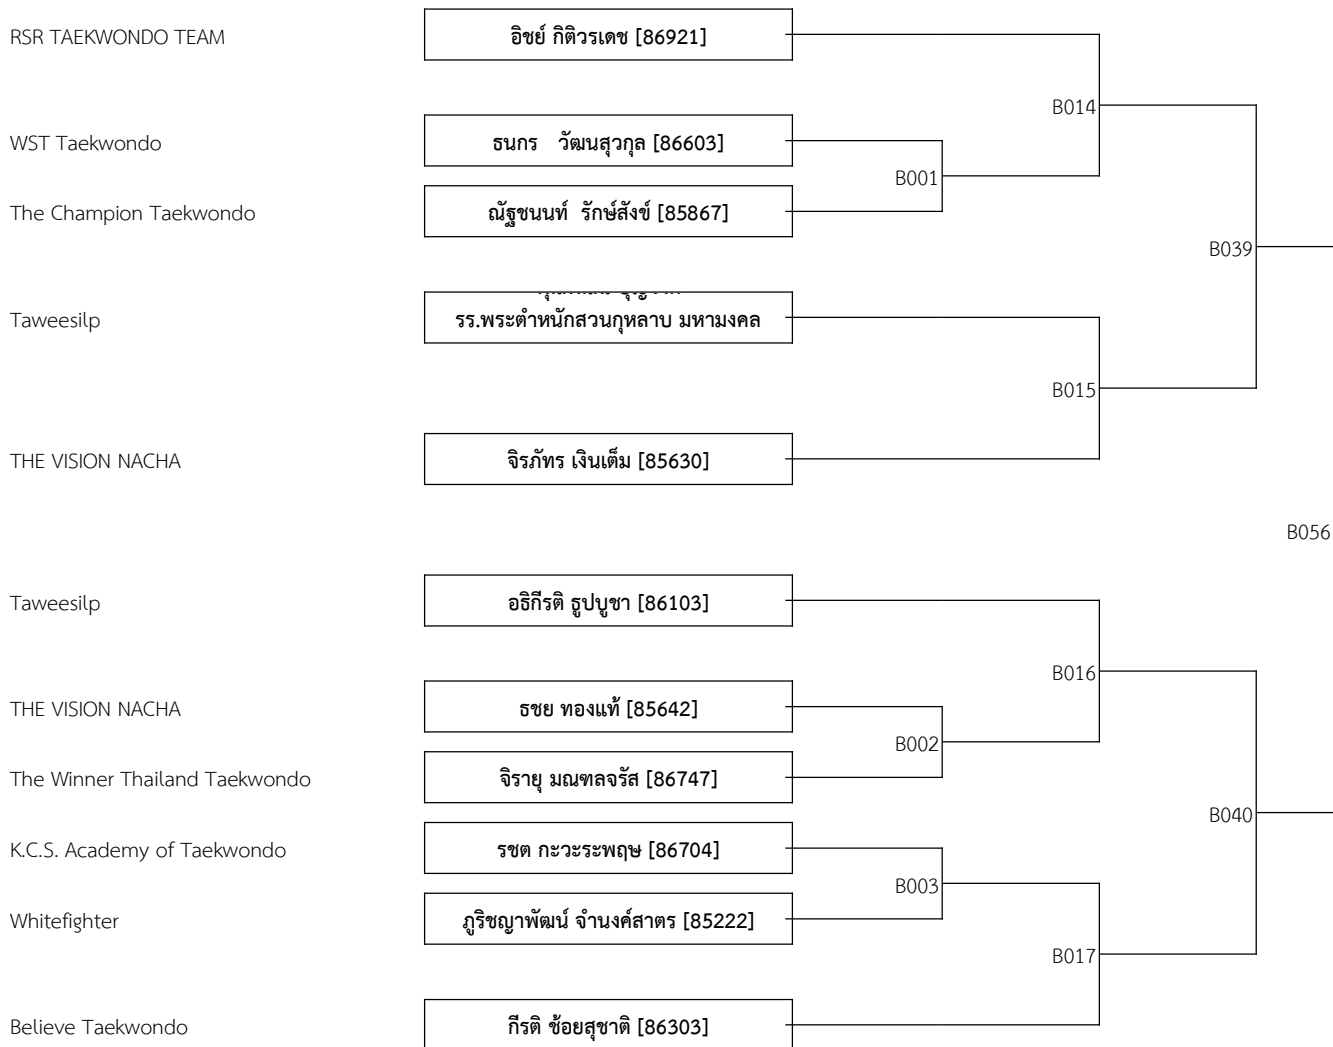 RSR TAEKWONDO TEAM
อิชย์ กิติวรเดช [86921]
B014
WST Taekwondo
ธนกร วัฒนสุวกุล [86603]
B001
The Champion Taekwondo
ณัฐชนนท์ รักษ์สังข์ [85867]
B039
Taweesilp
รร.พระตำหนักสวนกุหลาบ มหามงคล
B015
THE VISION NACHA
จิรภัทร เงินเต็ม [85630]
B056
Taweesilp
อธิกีรติ ธูปบูชา [86103]
B016
THE VISION NACHA
ธชย ทองแท้ [85642]
B002
The Winner Thailand Taekwondo
จิรายุ มณฑลจรัส [86747]
B040
K.C.S. Academy of Taekwondo
รชต กะวะระพฤษ [86704]
B003
Whitefighter
ภูริชญาพัฒน์ จำนงค์สาตร [85222]
B017
Believe Taekwondo
กีรติ ช้อยสุชาติ [86303]